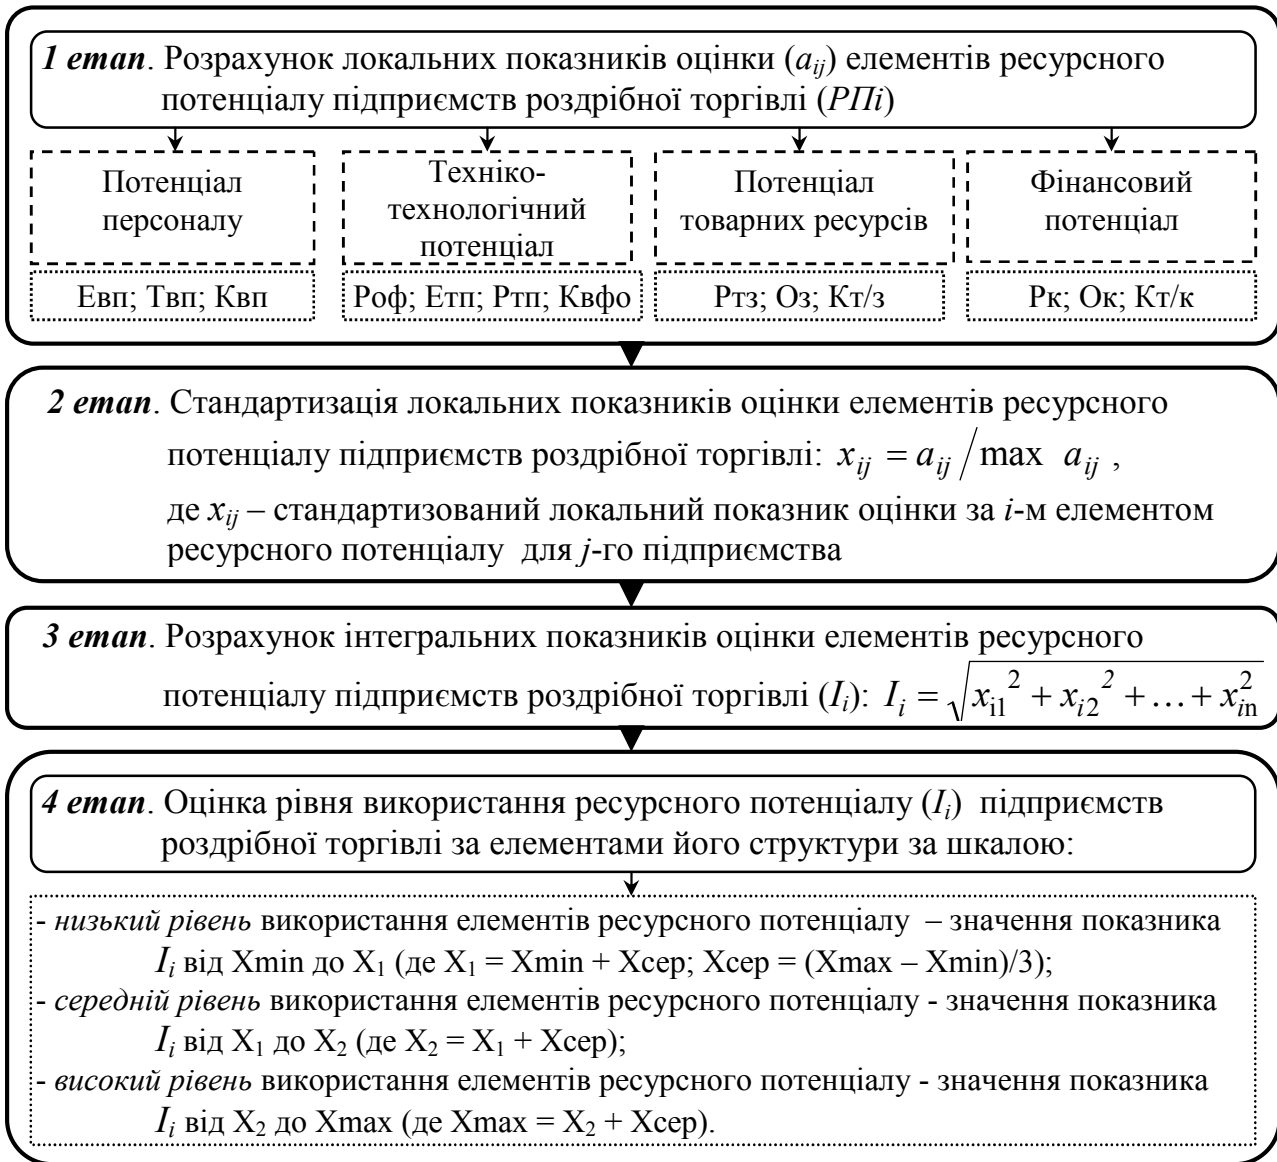 1 етап. Розрахунок локальних показників оцінки (aij) елементів ресурсного
потенціалу підприємств роздрібної торгівлі (РПi)
Потенціал
персоналу
Техніко-
технологічний
потенціал
Потенціал
товарних ресурсів
Фінансовий
потенціал
Евп; Твп; Квп
Роф; Етп; Ртп; Квфо
Ртз; Оз; Кт/з
Рк; Ок; Кт/к
2 етап. Стандартизація локальних показників оцінки елементів ресурсного
потенціалу підприємств роздрібної торгівлі: xij = aij / max aij ,
де xij – стандартизований локальний показник оцінки за i-м елементом
ресурсного потенціалу для j-го підприємства
3 етап. Розрахунок інтегральних показників оцінки елементів ресурсного
потенціалу підприємств роздрібної торгівлі (Ii): Ii = √(xi1² + xi2² + … + xin²)
4 етап. Оцінка рівня використання ресурсного потенціалу (Ii) підприємств
роздрібної торгівлі за елементами його структури за шкалою:
- низький рівень використання елементів ресурсного потенціалу – значення показника
Ii від Xmin до X₁ (де X₁ = Xmin + Xсер; Xсер = (Xmax – Xmin)/3);
- середній рівень використання елементів ресурсного потенціалу - значення показника
Ii від X₁ до X₂ (де X₂ = X₁ + Xсер);
- високий рівень використання елементів ресурсного потенціалу - значення показника
Ii від X₂ до Xmax (де Xmax = X₂ + Xсер).